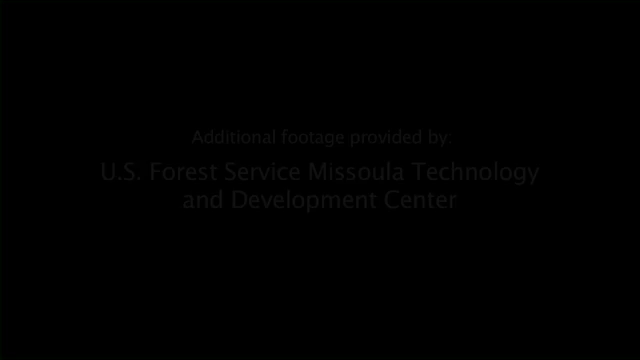 Additional footage provided by:
U.S. Forest Service Missoula Technology
and Development Center